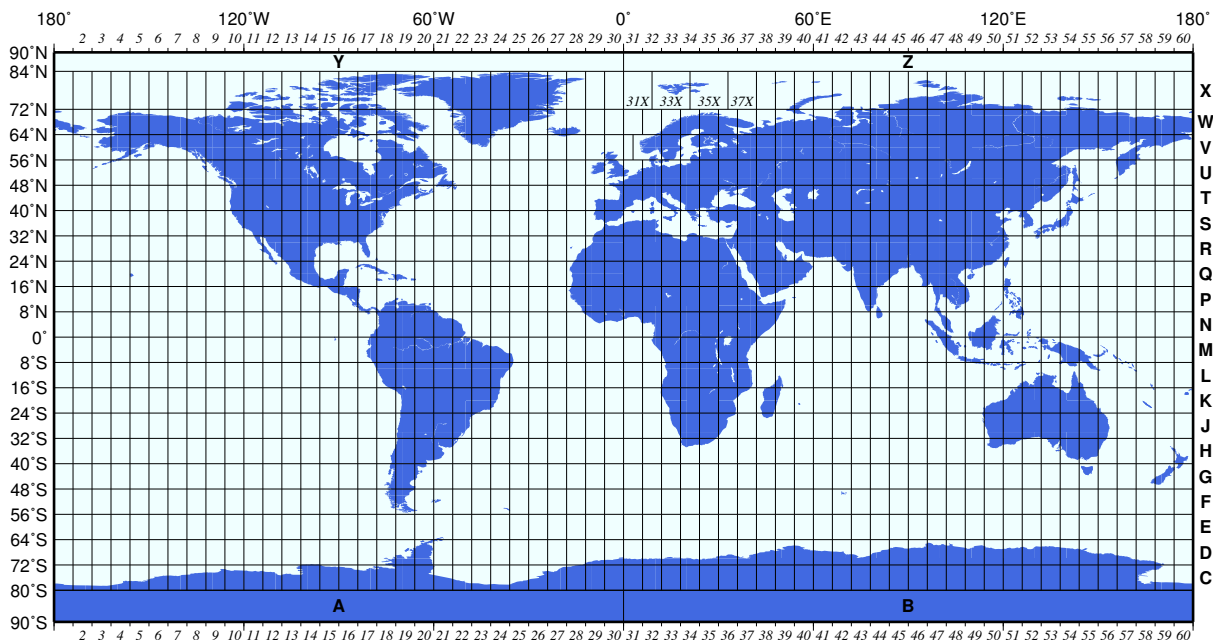 180˚ 120˚W 60˚W 0˚ 60˚E 120˚E 180˚
2 3 4 5 6 7 8 9 10 11 12 13 14 15 16 17 18 19 20 21 22 23 24 25 26 27 28 29 30 31 32 33 34 35 36 37 38 39 40 41 42 43 44 45 46 47 48 49 50 51 52 53 54 55 56 57 58 59 60
90˚N
Y Z
84˚N
X
31X 33X 35X 37X
72˚N
W
64˚N
V
56˚N
U
48˚N
T
40˚N
S
32˚N
R
24˚N
Q
16˚N
P
8˚N
N
0˚
M
8˚S
L
16˚S
K
24˚S
J
32˚S
H
40˚S
G
48˚S
F
56˚S
E
64˚S
D
72˚S
C
80˚S
A B
90˚S
2 3 4 5 6 7 8 9 10 11 12 13 14 15 16 17 18 19 20 21 22 23 24 25 26 27 28 29 30 31 32 33 34 35 36 37 38 39 40 41 42 43 44 45 46 47 48 49 50 51 52 53 54 55 56 57 58 59 60